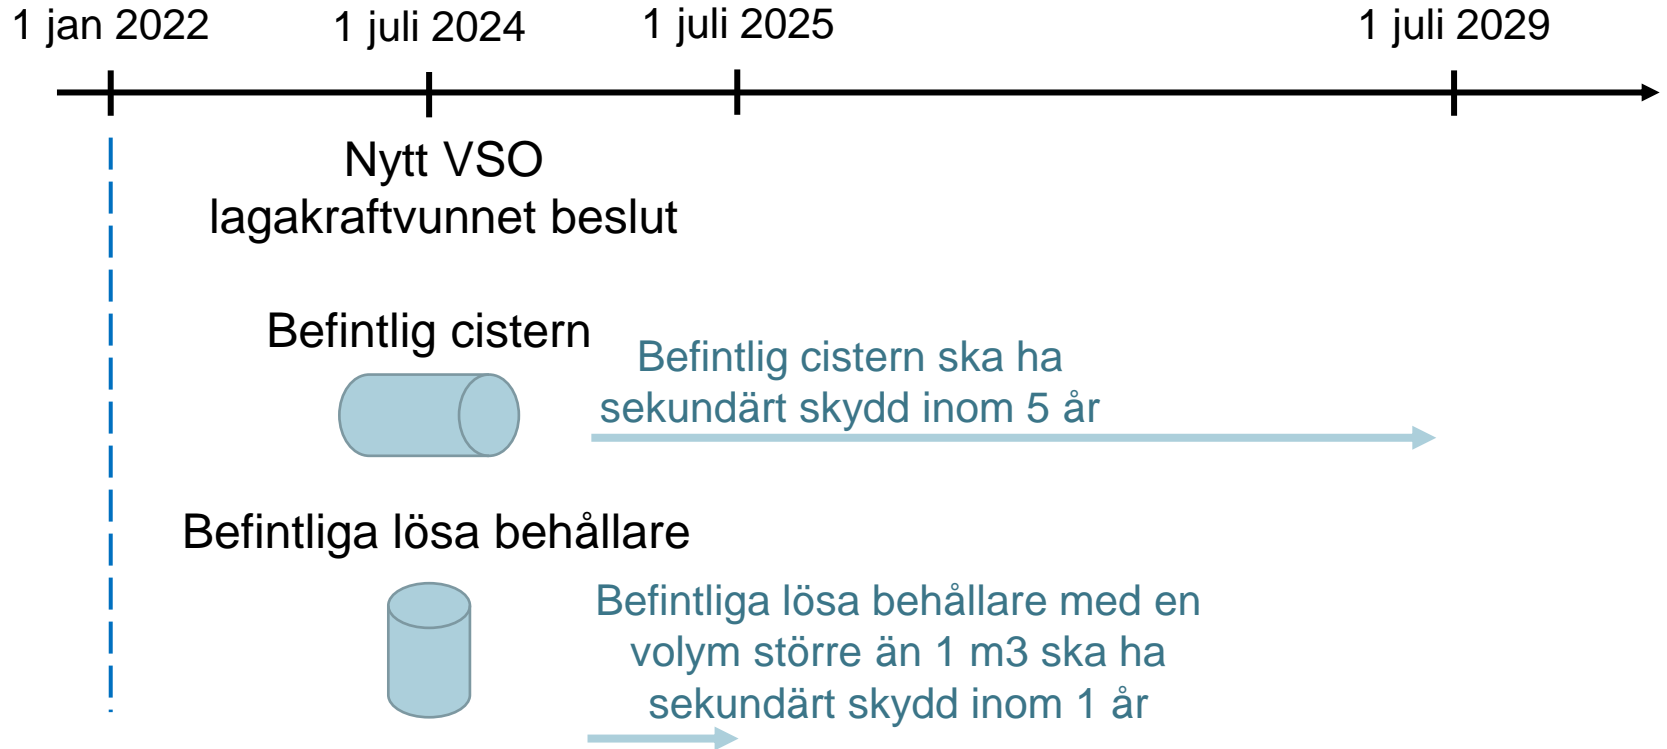 1 jan 2022
1 juli 2024
1 juli 2025
1 juli 2029
Nytt VSO
lagakraftvunnet beslut
Befintlig cistern
Befintlig cistern ska ha
sekundärt skydd inom 5 år
Befintliga lösa behållare
Befintliga lösa behållare med en
volym större än 1 m3 ska ha
sekundärt skydd inom 1 år